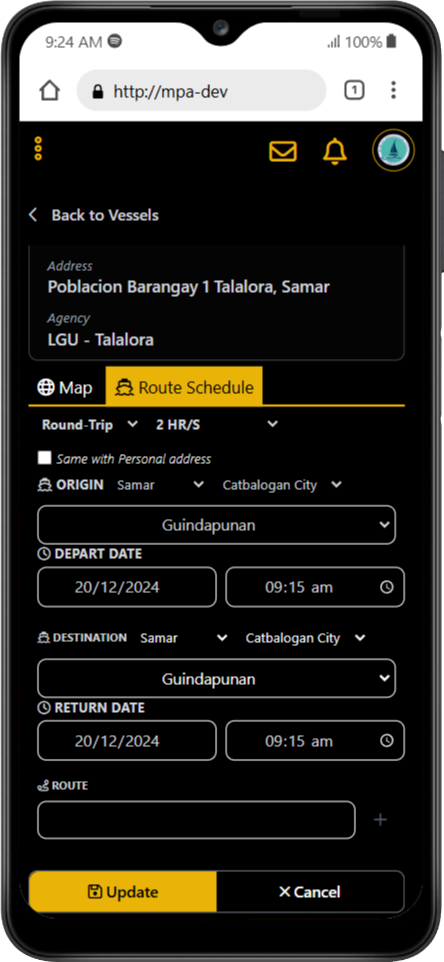 9:24 AM 100%
http://mpa-dev 1
Back to Vessels
Address
Poblacion Barangay 1 Talalora, Samar
Agency
LGU - Talalora
Map Route Schedule
Round-Trip 2 HR/S
Same with Personal address
ORIGIN Samar Catbalogan City
Guindapunan
DEPART DATE
20/12/2024 09:15 am
DESTINATION Samar Catbalogan City
Guindapunan
RETURN DATE
20/12/2024 09:15 am
ROUTE
+
Update × Cancel